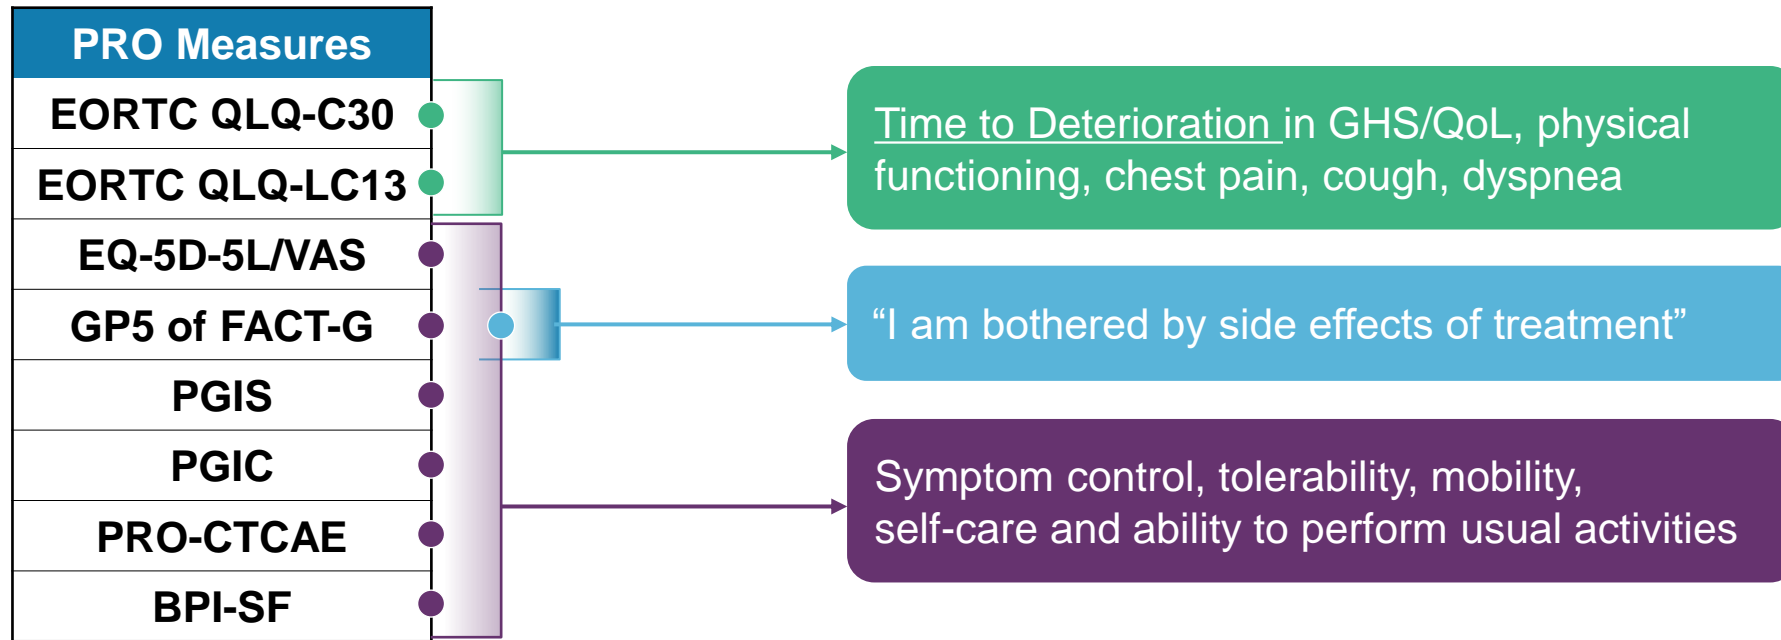 PRO Measures
EORTC QLQ-C30
EORTC QLQ-LC13
EQ-5D-5L/VAS
GP5 of FACT-G
PGIS
PGIC
PRO-CTCAE
BPI-SF
Time to Deterioration in GHS/QoL, physical
functioning, chest pain, cough, dyspnea
“I am bothered by side effects of treatment”
Symptom control, tolerability, mobility,
self-care and ability to perform usual activities